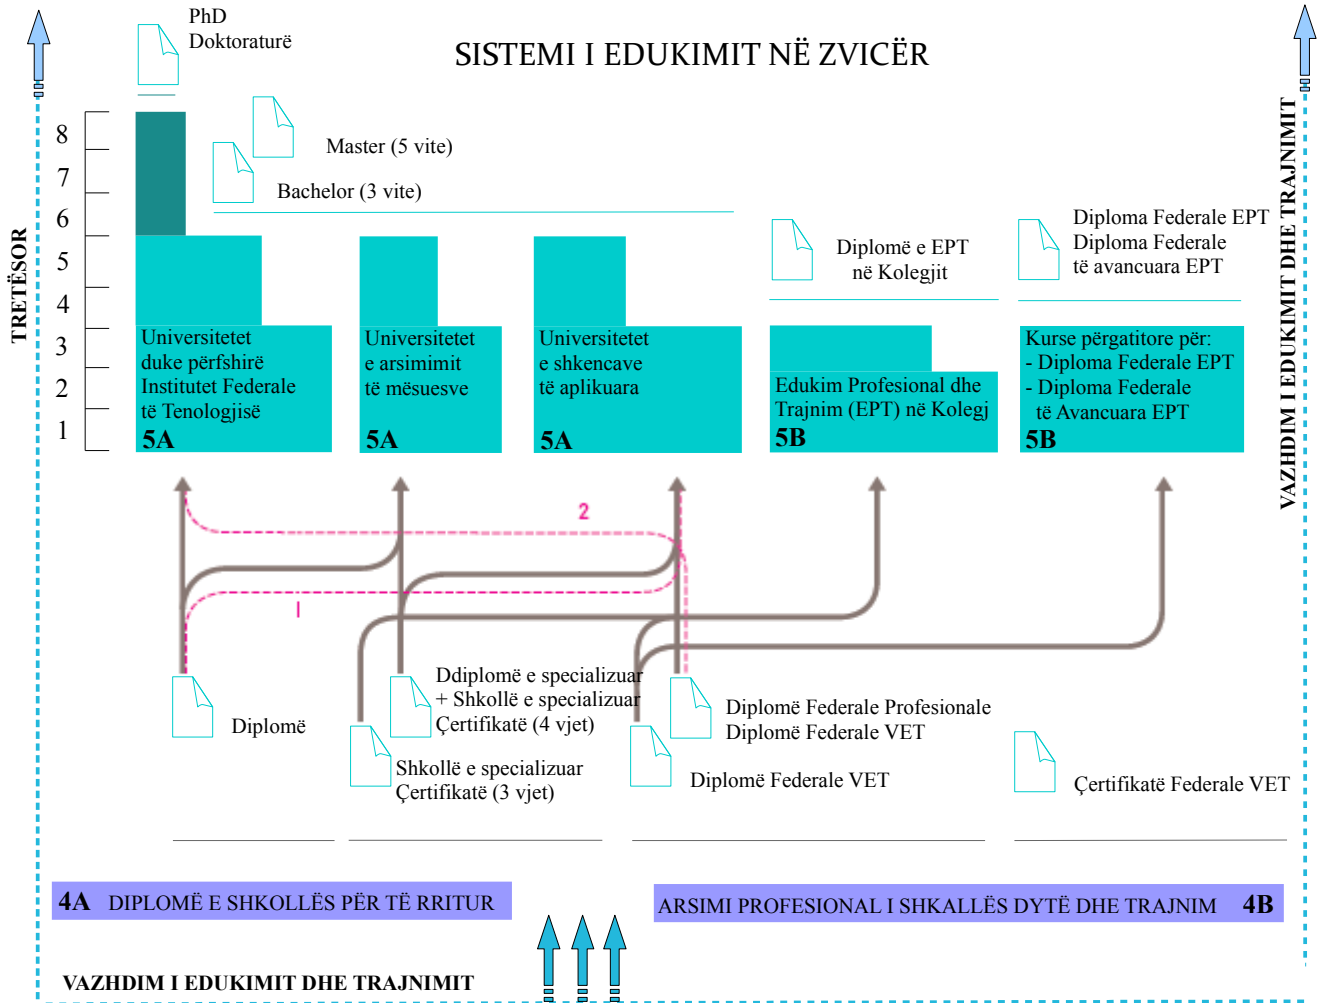 PhD
Doktoraturë
SISTEMI I EDUKIMIT NË ZVICËR
TRETËSOR
8
7
6
5
4
3
2
1
Master (5 vite)
Bachelor (3 vite)
Diplomë e EPT
në Kolegjit
Diploma Federale EPT
Diploma Federale
të avancuara EPT
VAZHDIM I EDUKIMIT DHE TRAJNIMIT
Universitetet
duke përfshirë
Institutet Federale
të Tenologjisë
5A
Universitetet
e arsimimit
të mësuesve
5A
Universitetet
e shkencave
të aplikuara
5A
Edukim Profesional dhe
Trajnim (EPT) në Kolegj
5B
Kurse përgatitore për:
- Diploma Federale EPT
- Diploma Federale
të Avancuara EPT
5B
2
1
Diplomë
Ddiplomë e specializuar
+ Shkollë e specializuar
Çertifikatë (4 vjet)
Shkollë e specializuar
Çertifikatë (3 vjet)
Diplomë Federale Profesionale
Diplomë Federale VET
Diplomë Federale VET
Çertifikatë Federale VET
4A DIPLOMË E SHKOLLËS PËR TË RRITUR
ARSIMI PROFESIONAL I SHKALLËS DYTË DHE TRAJNIM 4B
VAZHDIM I EDUKIMIT DHE TRAJNIMIT